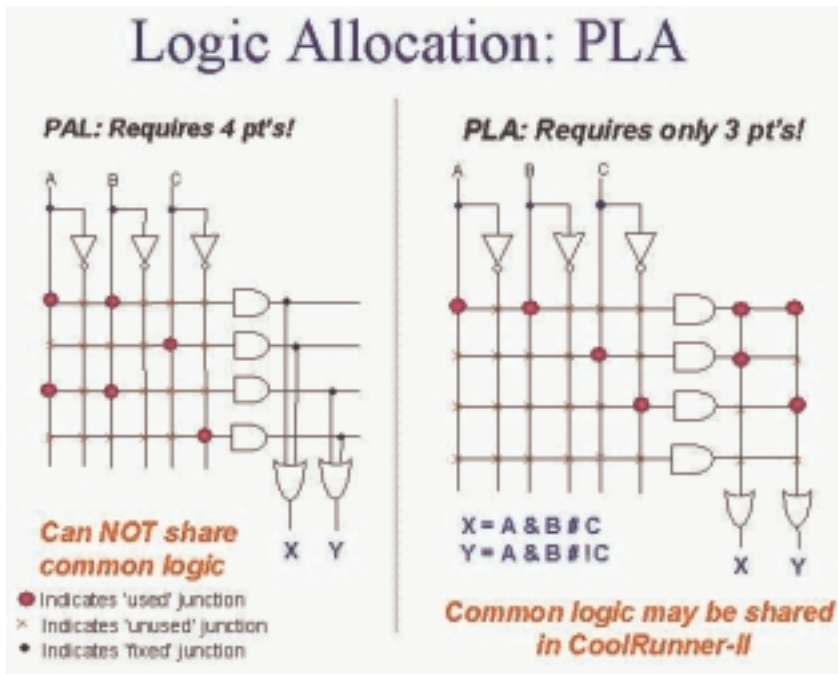 Logic Allocation: PLA
PAL: Requires 4 pt's!
A B C
X Y
Can NOT share
common logic
Indicates 'used' junction
Indicates 'unused' junction
Indicates 'fixed' junction
PLA: Requires only 3 pt's!
A B C
X = A & B # C
Y = A & B # !C
X Y
Common logic may be shared
in CoolRunner-II